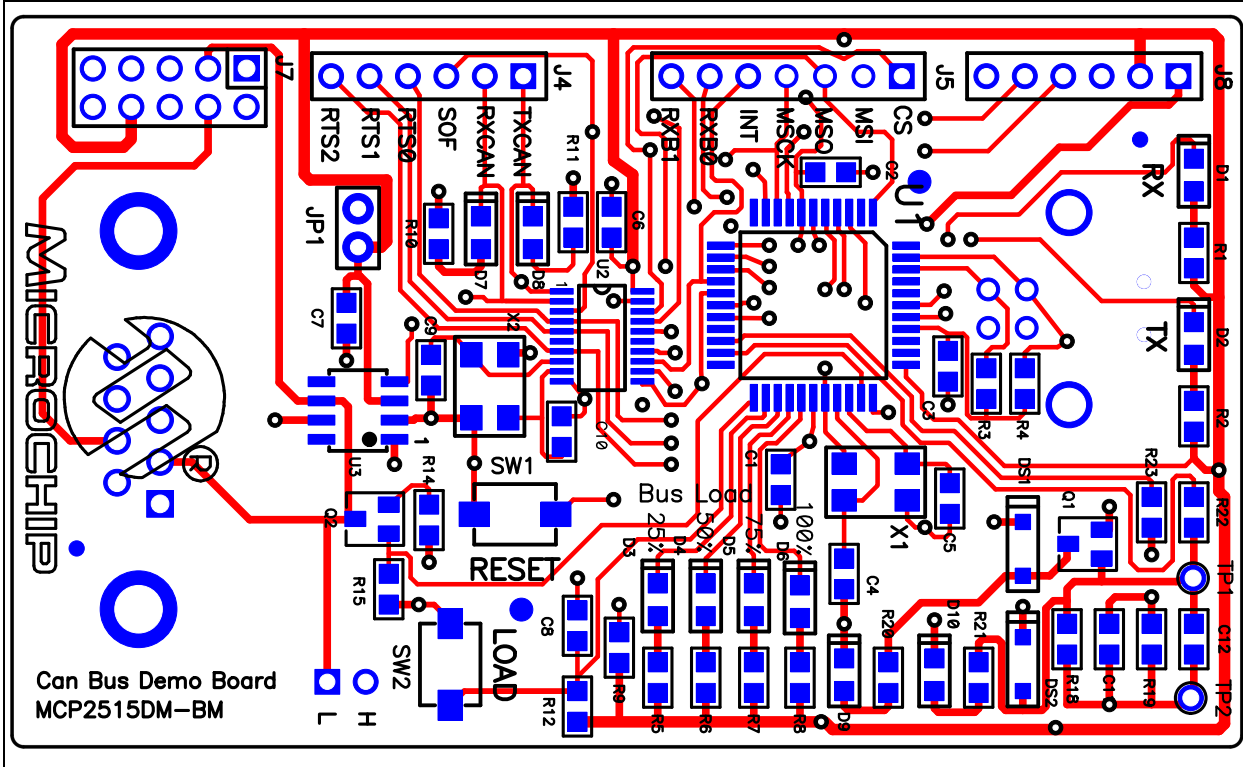 J7
J4
J5
J8
RTS2
RTS1
RTS0
SOF
RXCAN
TXCAN
R11
RXB1
RXB0
INT
MSCK
MSO
MSI
CS
C2
U1
RX
D1
JP1
R10
D7
D8
C6
U2
1
R1
C7
C9
X2
TX
D2
MICROCHIP
R
U3
1
C10
C3
R3
R4
R2
R14
SW1
Bus Load
25%
50%
75%
100%
C1
X1
C5
DS1
Q1
R23
R22
Q2
RESET
D3
D4
D5
D6
TP1
R15
C8
C4
SW2
LOAD
R20
D10
R21
C12
Can Bus Demo Board
MCP2515DM-BM
L
H
R12
R9
R5
R6
R7
R8
D9
DS2
R18
C11
R19
TP2